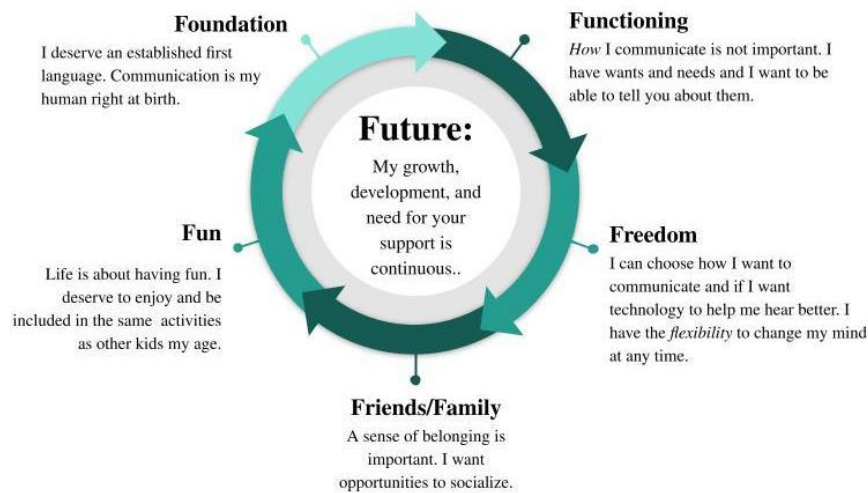 Foundation
I deserve an established first
language. Communication is my
human right at birth.
Functioning
How I communicate is not important. I
have wants and needs and I want to be
able to tell you about them.
Future:
My growth,
development, and
need for your
support is
continuous..
Fun
Life is about having fun. I
deserve to enjoy and be
included in the same activities
as other kids my age.
Freedom
I can choose how I want to
communicate and if I want
technology to help me hear better. I
have the flexibility to change my mind
at any time.
Friends/Family
A sense of belonging is
important. I want
opportunities to socialize.